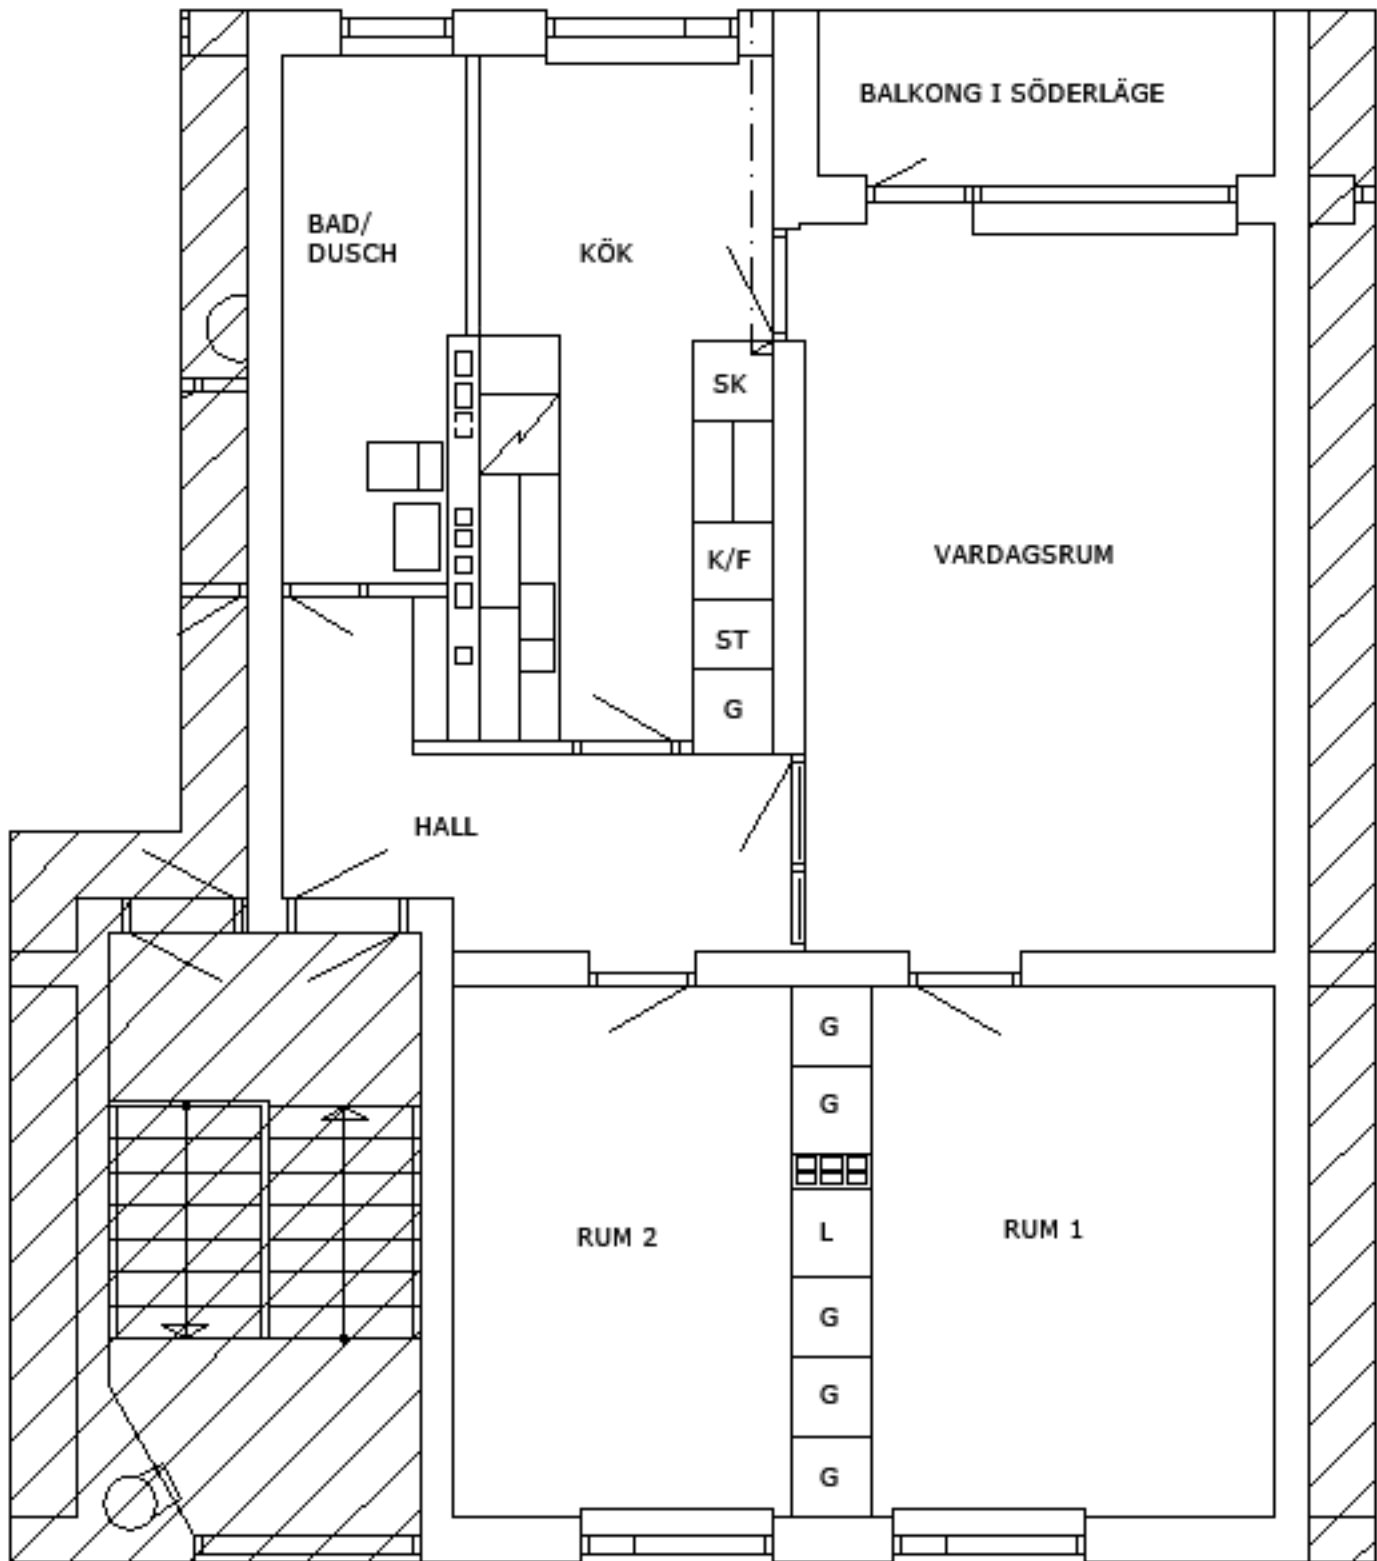 BALKONG I SÖDERLÄGE
BAD/
DUSCH
KÖK
SK
K/F
VARDAGSRUM
ST
G
HALL
G
G
L
RUM 2
RUM 1
G
G
G